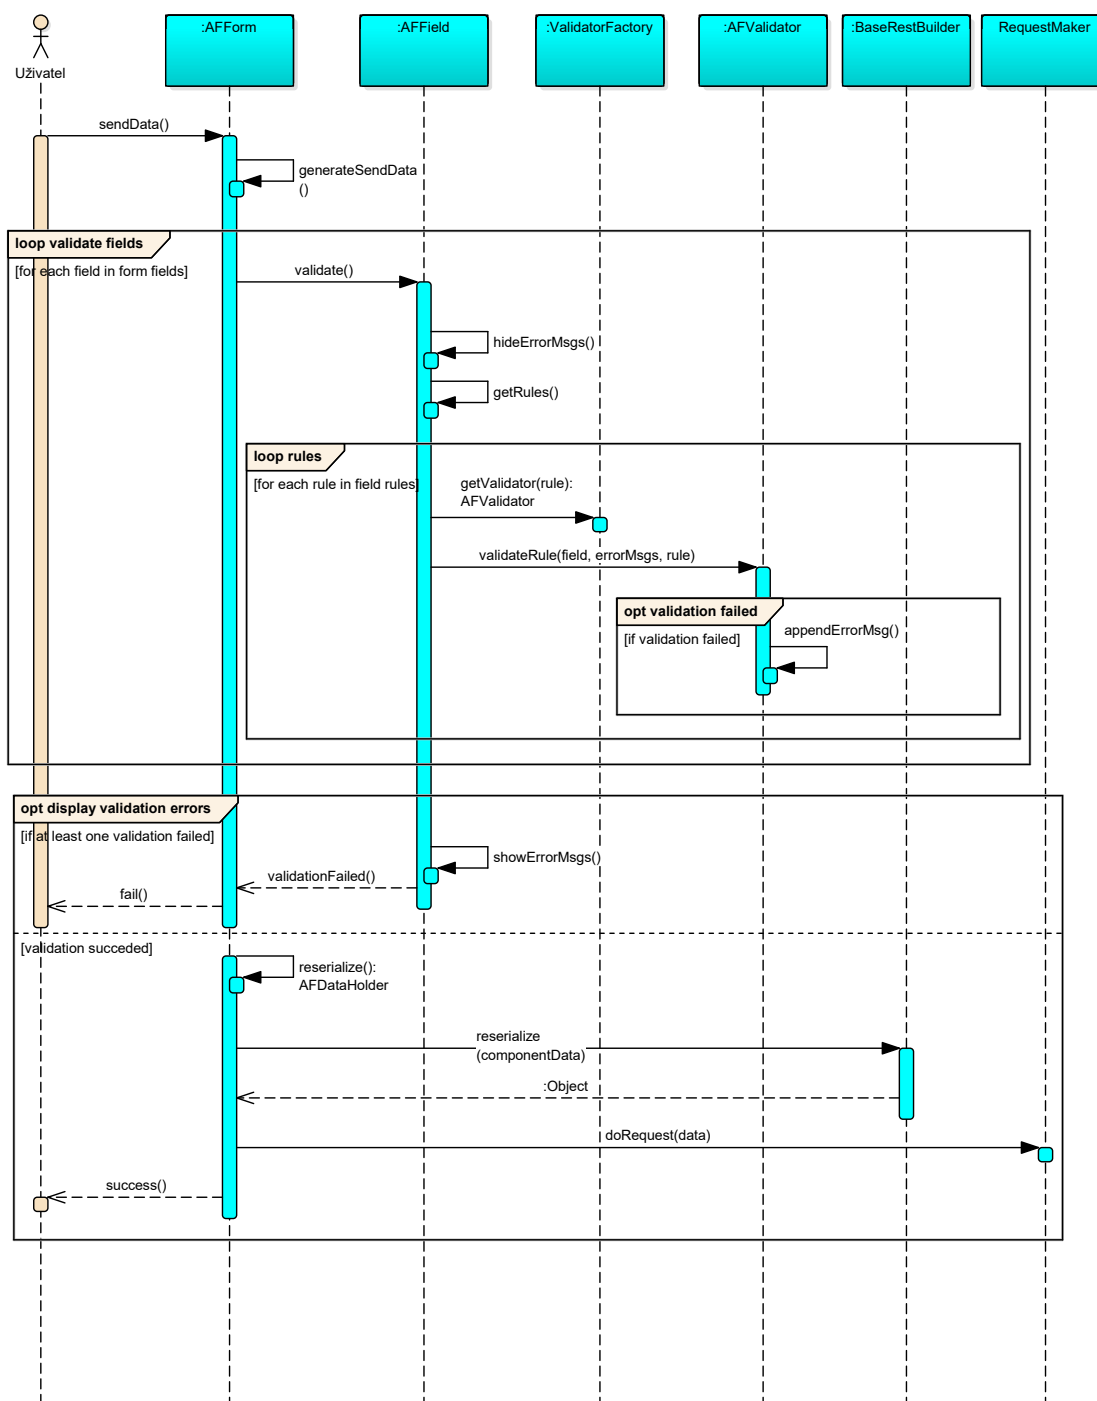 :AFForm
:AFField
:ValidatorFactory
:AFValidator
:BaseRestBuilder
RequestMaker
Uživatel
sendData()
generateSendData
()
loop validate fields
[for each field in form fields]
validate()
hideErrorMsgs()
getRules()
loop rules
[for each rule in field rules]
getValidator(rule):
AFValidator
validateRule(field, errorMsgs, rule)
opt validation failed
[if validation failed]
appendErrorMsg()
opt display validation errors
[if at least one validation failed]
showErrorMsgs()
validationFailed()
fail()
[validation succeded]
reserialize():
AFDataHolder
reserialize
(componentData)
:Object
doRequest(data)
success()